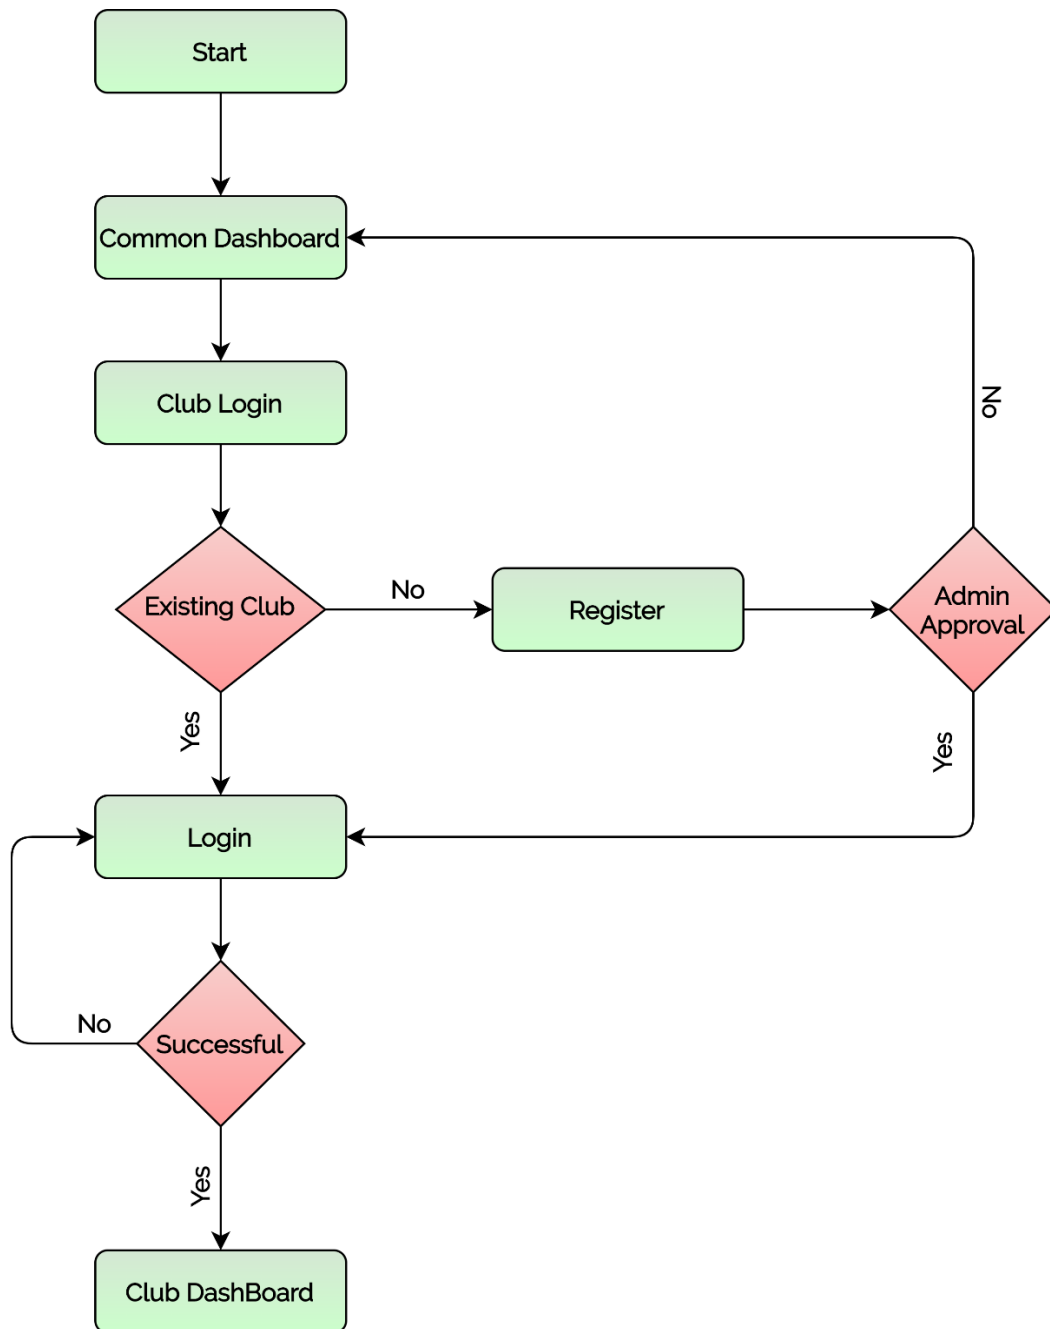 Start
Common Dashboard
Club Login
No
Existing Club
No
Register
Admin
Approval
Yes
Yes
Login
No
Successful
Yes
Club DashBoard